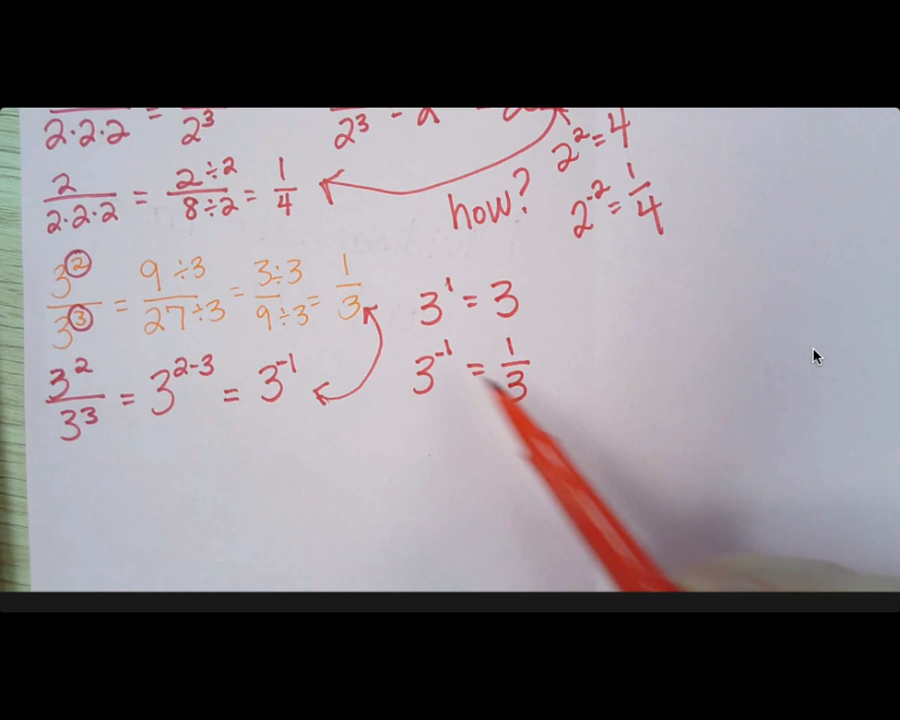 2·2·2 = 2³
2³ - 2
2² = 4
2/(2·2·2) = (2÷2)/(8÷2) = 1/4
how?
2⁻² = 1/4
3²/3³ = (9÷3)/(27÷3) = (3÷3)/(9÷3) = 1/3
3¹ = 3
3²/3³ = 3²⁻³ = 3⁻¹
3⁻¹ = 1/3